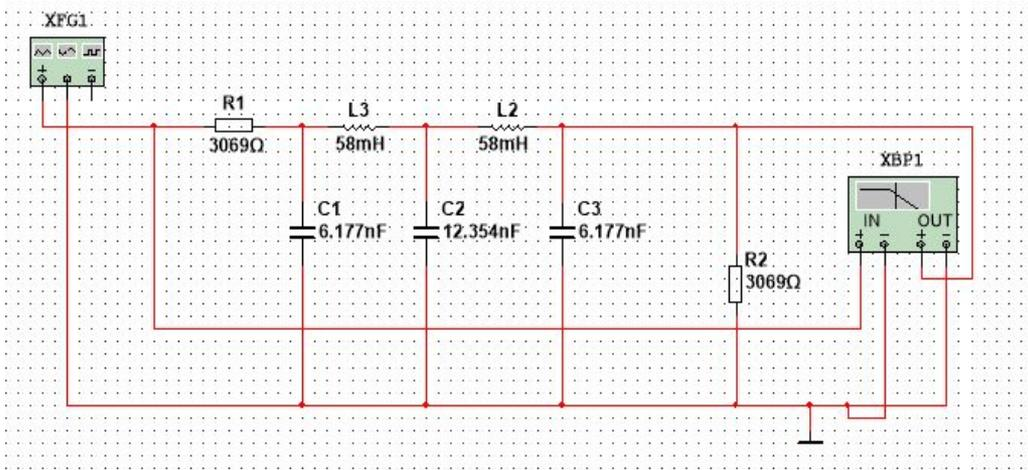 XFG1
R1
3069Ω
L3
58mH
L2
58mH
XBP1
IN OUT
C1
6.177nF
C2
12.354nF
C3
6.177nF
R2
3069Ω